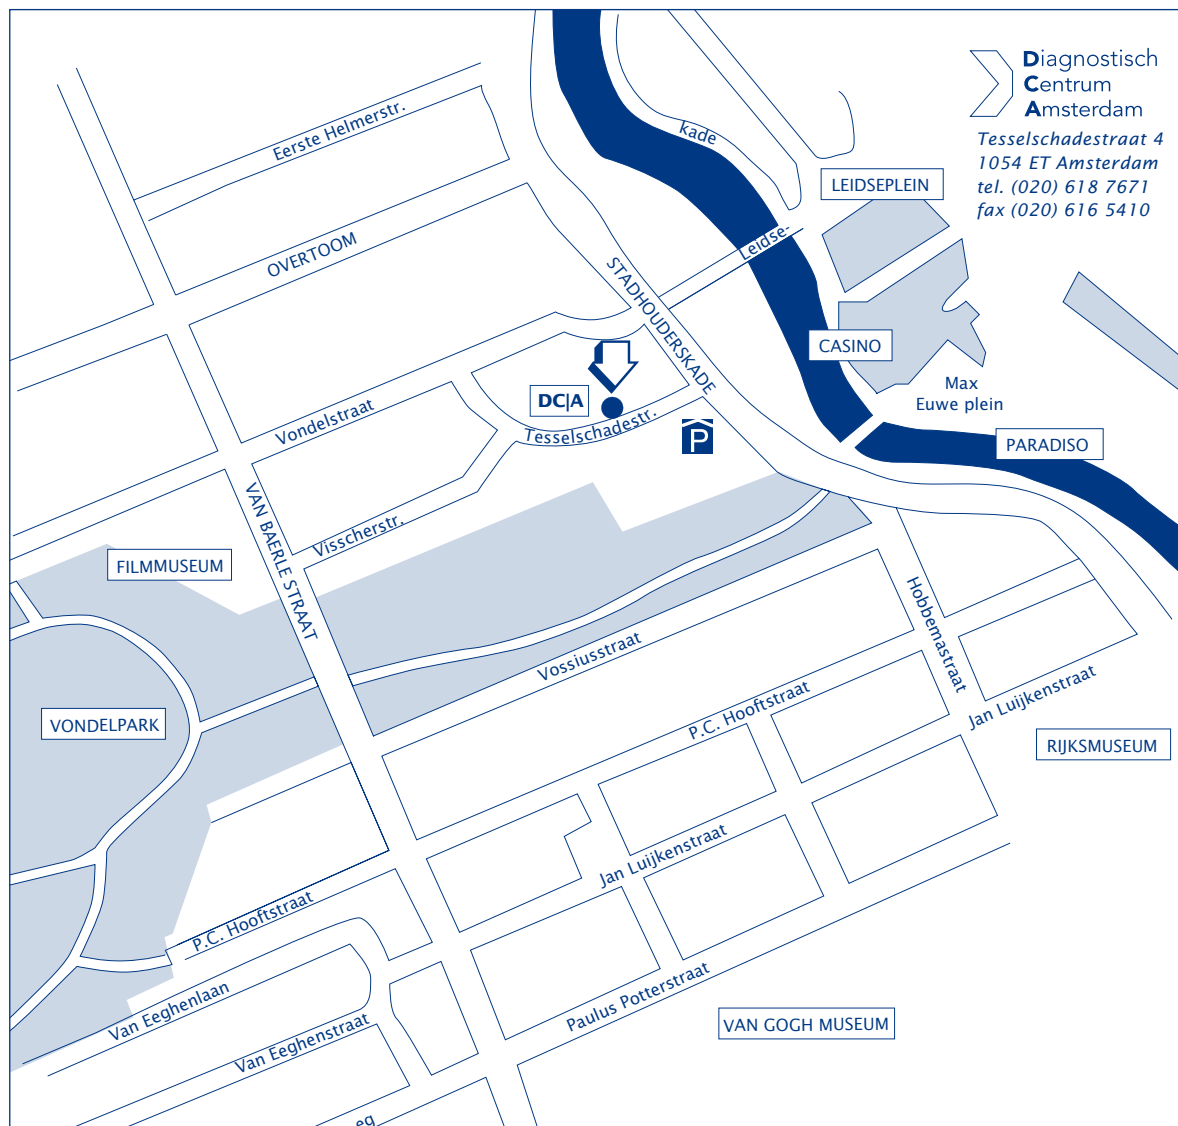 Diagnostisch
Centrum
Amsterdam
Tesselschadestraat 4
1054 ET Amsterdam
tel. (020) 618 7671
fax (020) 616 5410
Eerste Helmerstr.
kade
LEIDSEPLEIN
OVERTOOM
Leidse-
STADHOUDERSKADE
CASINO
Max
Euwe plein
DC|A
Vondelstraat
Tesselschadestr.
P
PARADISO
VAN BAERLE STRAAT
Visscherstr.
FILMMUSEUM
Hobbemastraat
Vossiusstraat
P.C. Hooftstraat
Jan Luijkenstraat
VONDELPARK
RIJKSMUSEUM
Jan Luijkenstraat
P.C. Hooftstraat
Van Eeghenlaan
Paulus Potterstraat
VAN GOGH MUSEUM
Van Eeghenstraat
eg